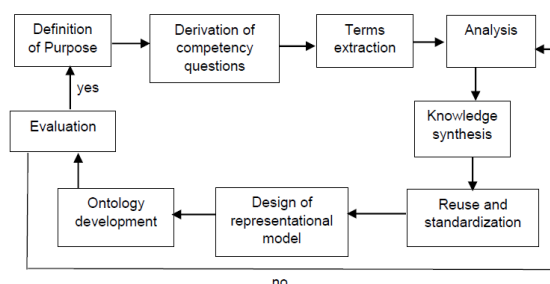 Definition
of Purpose
Derivation of
competency
questions
Terms
extraction
Analysis
yes
Evaluation
Knowledge
synthesis
Ontology
development
Design of
representational
model
Reuse and
standardization
no